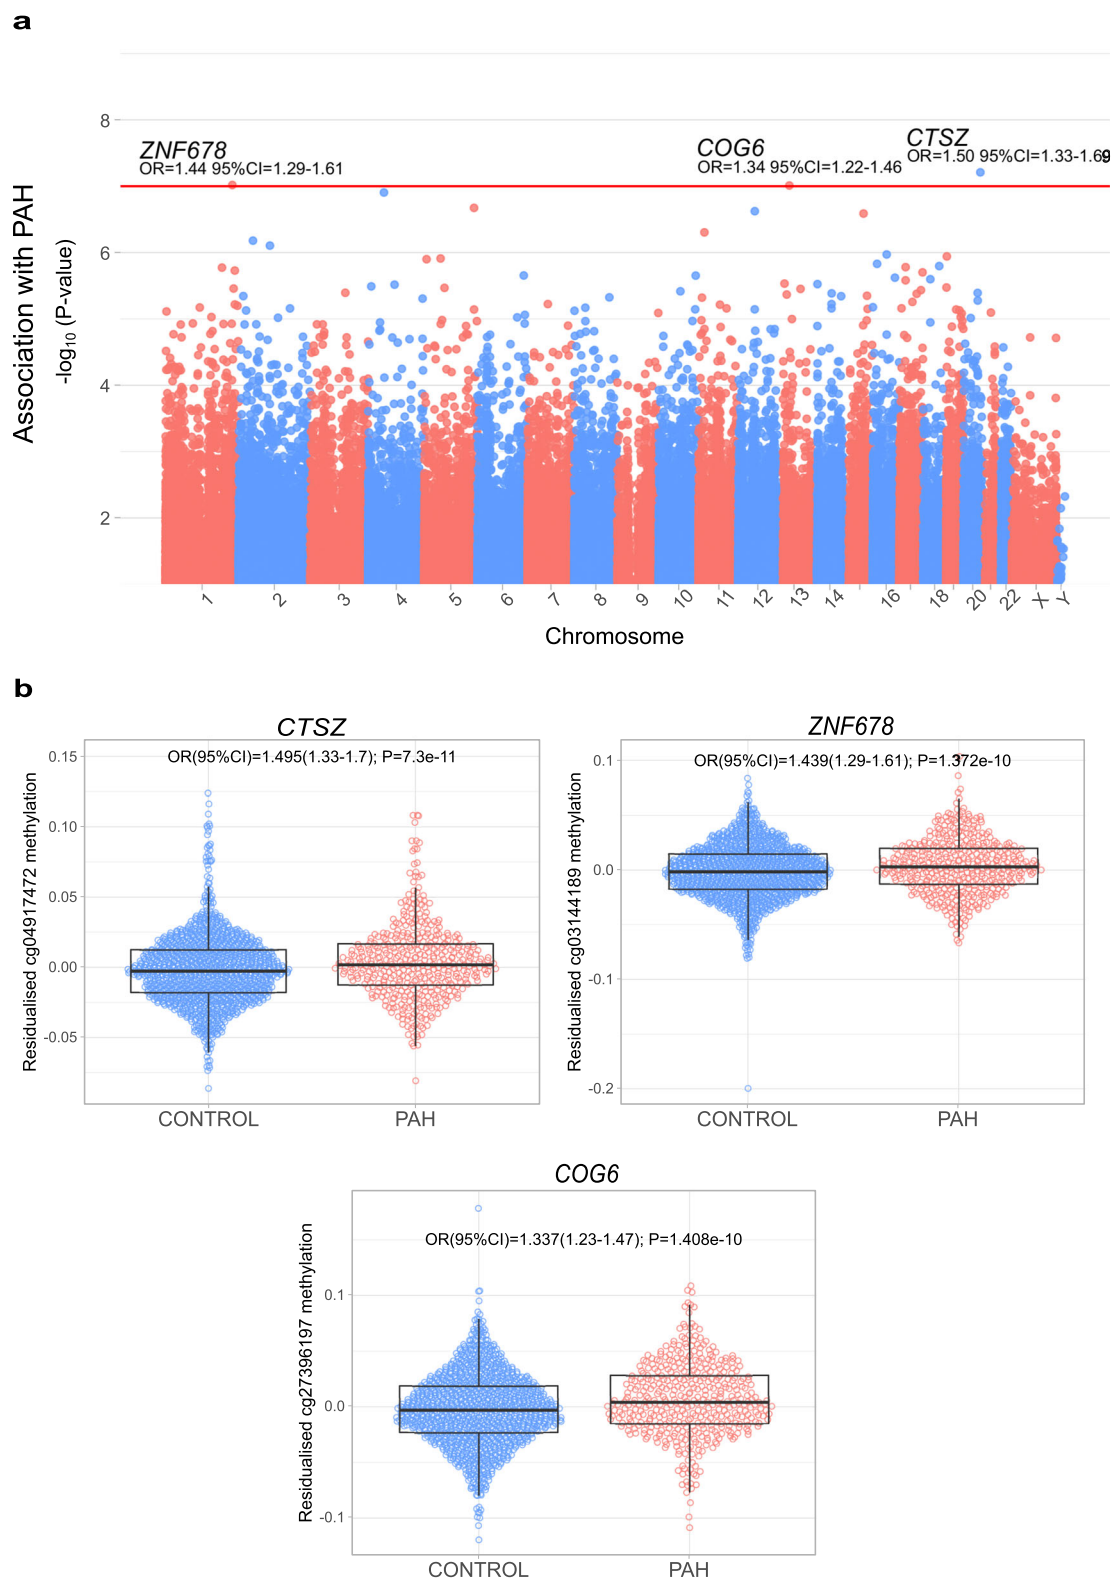 a
8
6
4
2
Association with PAH
-log10 (P-value)
ZNF678
OR=1.44 95%CI=1.29-1.61
COG6
OR=1.34 95%CI=1.22-1.46
CTSZ
OR=1.50 95%CI=1.33-1.69
1 2 3 4 5 6 7 8 9 10 11 12 13 14 16 18 20 22 X Y
Chromosome
b
CTSZ
OR(95%CI)=1.495(1.33-1.7); P=7.3e-11
0.15
0.10
0.05
0.00
-0.05
Residualised cg04917472 methylation
CONTROL PAH
ZNF678
OR(95%CI)=1.439(1.29-1.61); P=1.372e-10
0.1
0.0
-0.1
-0.2
Residualised cg03144189 methylation
CONTROL PAH
COG6
OR(95%CI)=1.337(1.23-1.47); P=1.408e-10
0.1
0.0
-0.1
Residualised cg27396197 methylation
CONTROL PAH